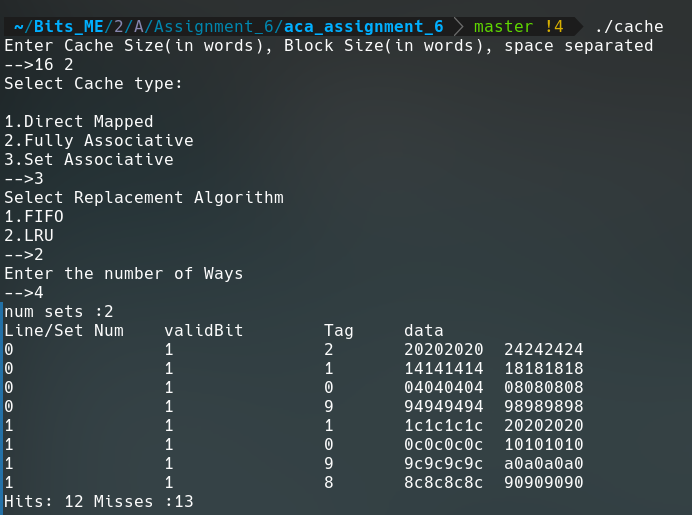 ~/Bits_ME/2/A/Assignment_6/aca_assignment_6 master !4 ./cache
Enter Cache Size(in words), Block Size(in words), space separated
-->16 2
Select Cache type:
1.Direct Mapped
2.Fully Associative
3.Set Associative
-->3
Select Replacement Algorithm
1.FIFO
2.LRU
-->2
Enter the number of Ways
-->4
num sets :2
Line/Set Num validBit Tag data
0 1 2 20202020 24242424
0 1 1 14141414 18181818
0 1 0 04040404 08080808
0 1 9 94949494 98989898
1 1 1 1c1c1c1c 20202020
1 1 0 0c0c0c0c 10101010
1 1 9 9c9c9c9c a0a0a0a0
1 1 8 8c8c8c8c 90909090
Hits: 12 Misses :13